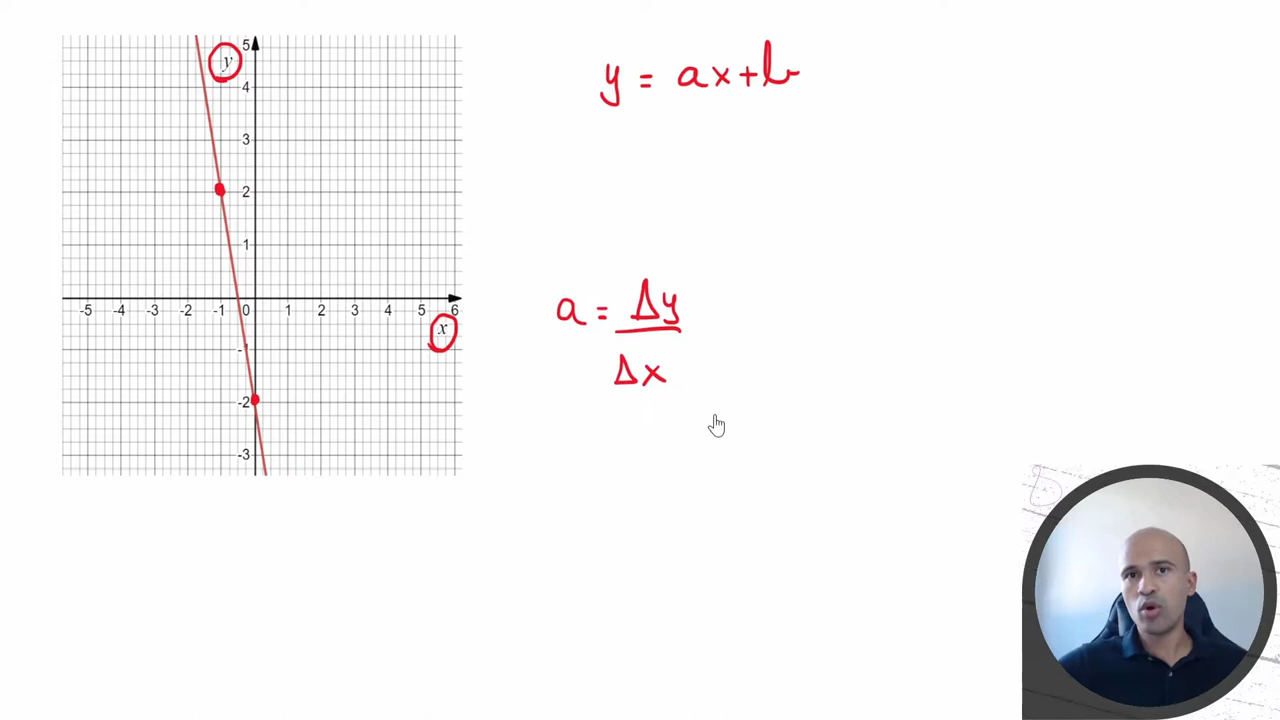 y = ax+b
5
y
4
3
2
1
-5 -4 -3 -2 -1 0 1 2 3 4 5 6
x
-1
-2
-3
a = Δy
Δx